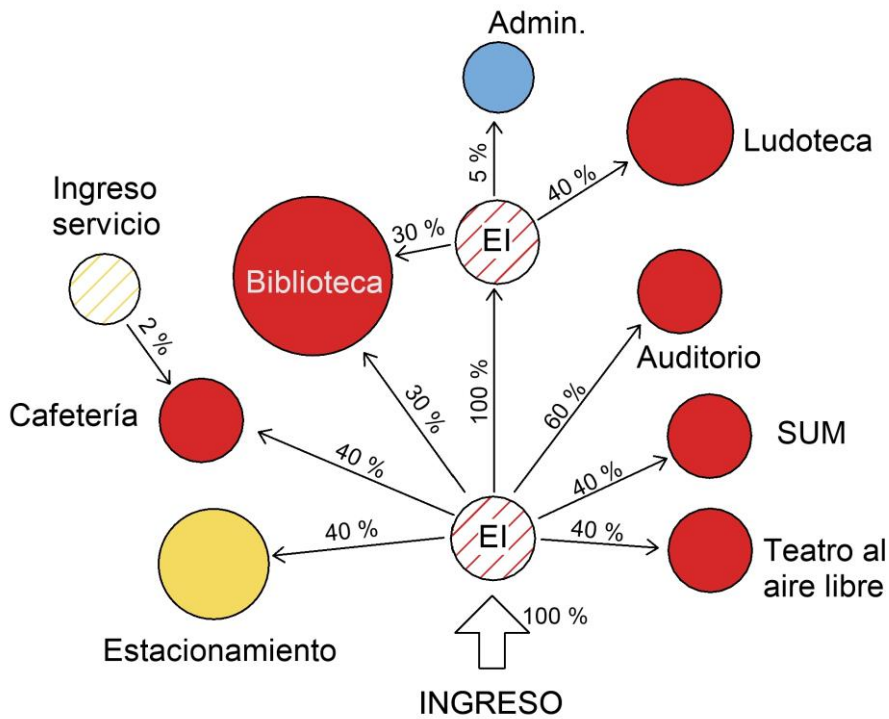 Admin.
Ludoteca
5 %
40 %
Ingreso
servicio
30 %
EI
Biblioteca
2 %
Auditorio
Cafetería
30 %
100 %
60 %
SUM
40 %
40 %
40 %
EI
40 %
Teatro al
aire libre
100 %
Estacionamiento
INGRESO